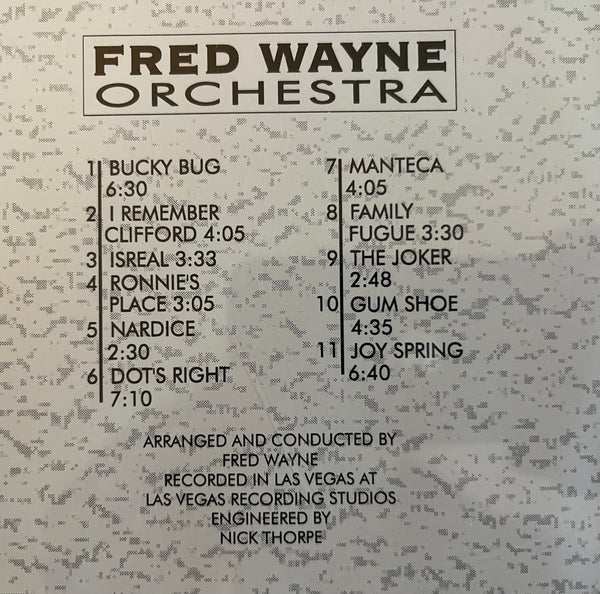 FRED WAYNE
ORCHESTRA
1 BUCKY BUG
6:30
2 I REMEMBER
CLIFFORD 4:05
3 ISREAL 3:33
4 RONNIE'S
PLACE 3:05
5 NARDICE
2:30
6 DOT'S RIGHT
7:10
7 MANTECA
4:05
8 FAMILY
FUGUE 3:30
9 THE JOKER
2:48
10 GUM SHOE
4:35
11 JOY SPRING
6:40
ARRANGED AND CONDUCTED BY
FRED WAYNE
RECORDED IN LAS VEGAS AT
LAS VEGAS RECORDING STUDIOS
ENGINEERED BY
NICK THORPE